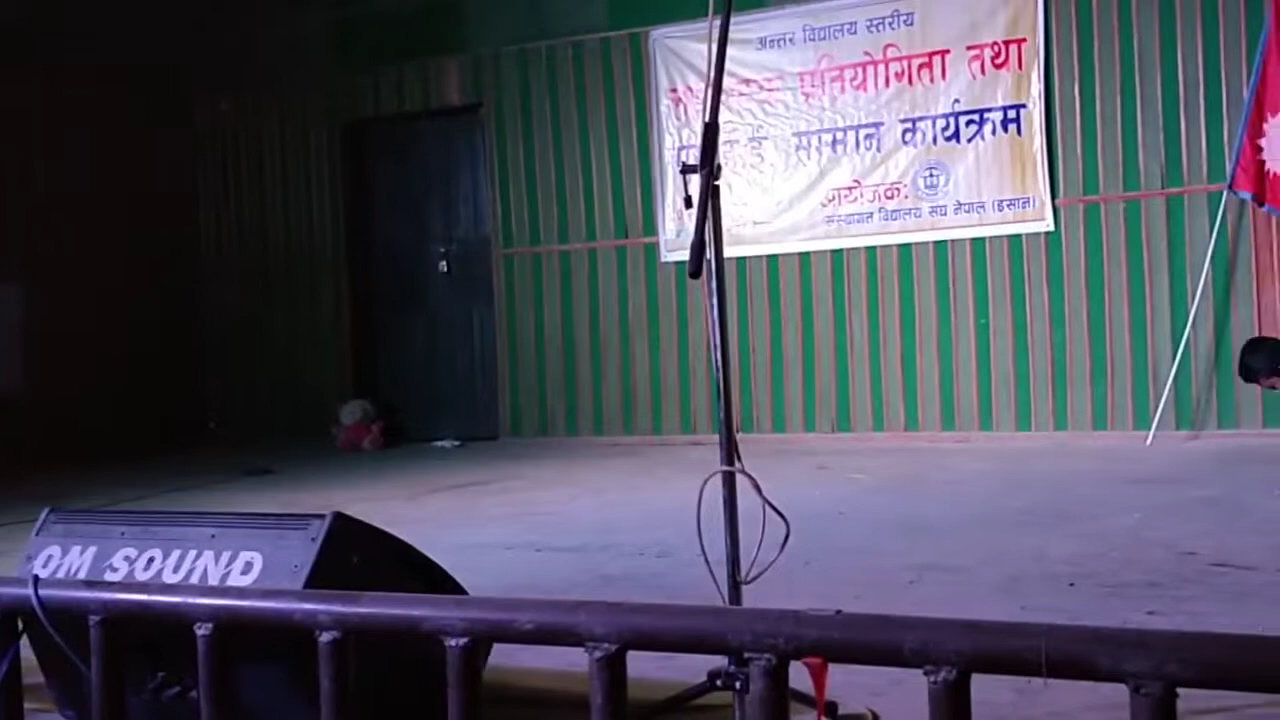 अन्तर विद्यालय स्तरीय
प्रतियोगिता तथा
सम्मान कार्यक्रम
आयोजक:
संस्थागत विद्यालय संघ नेपाल (इसान)
OM SOUND